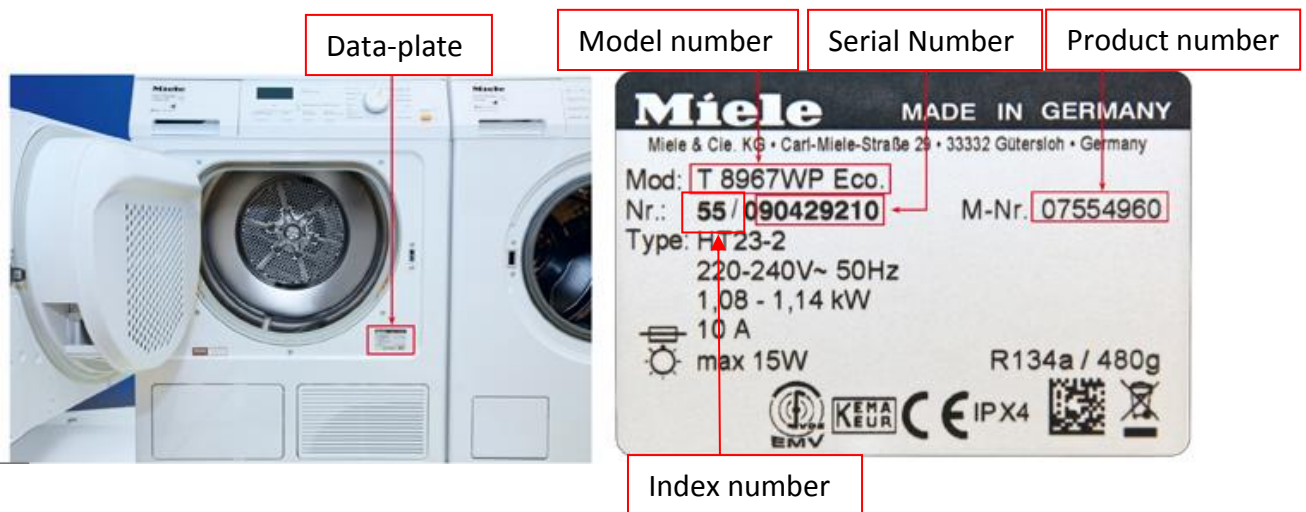 Data-plate
Model number
Serial Number
Product number
Miele
Miele
Miele MADE IN GERMANY
Miele & Cie. KG • Carl-Miele-Straße 29 • 33332 Gütersloh • Germany
Mod: T 8967WP Eco.
Nr.: 55 / 090429210 M-Nr. 07554960
Type: HT23-2
220-240V~ 50Hz
1,08 - 1,14 kW
10 A
max 15W R134a / 480g
EMV KEMA KEUR CE IPX4
Index number